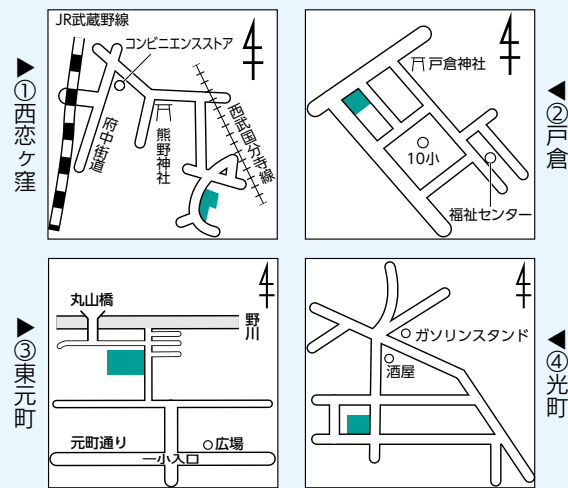 ▶①西恋ヶ窪
JR武蔵野線
コンビニエンスストア
府中街道
熊野神社
西武国分寺線
▶②戸倉
戸倉神社
10小
福祉センター
▶③東元町
丸山橋
野川
元町通り
広場
一小入口
▶④光町
ガソリンスタンド
酒屋